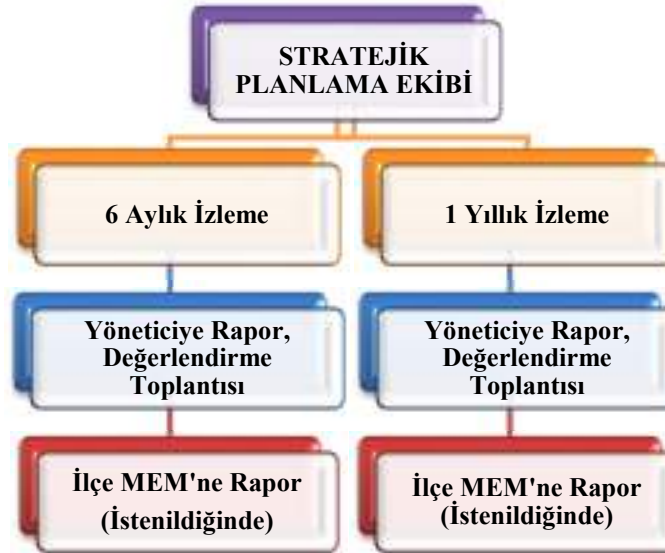 STRATEJİK
PLANLAMA EKİBİ
6 Aylık İzleme
Yöneticiye Rapor,
Değerlendirme
Toplantısı
İlçe MEM'ne Rapor
(İstenildiğinde)
1 Yıllık İzleme
Yöneticiye Rapor,
Değerlendirme
Toplantısı
İlçe MEM'ne Rapor
(İstenildiğinde)